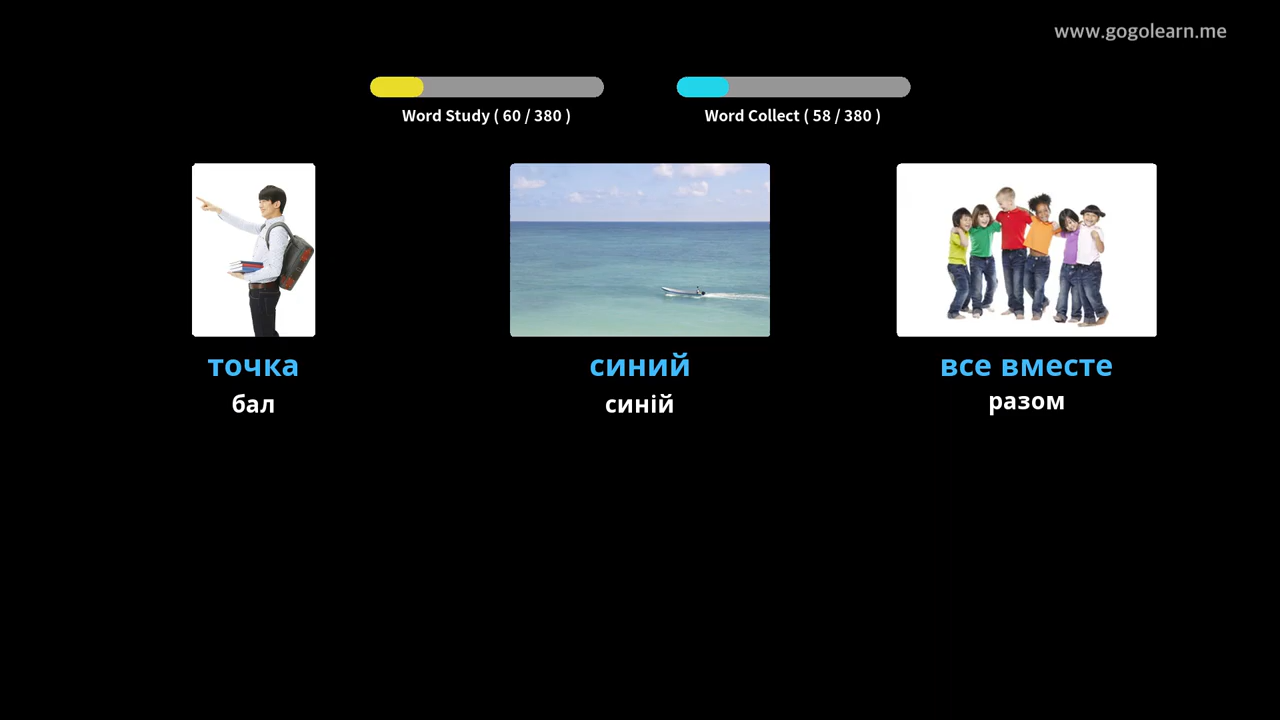 www.gogolearn.me
Word Study ( 60 / 380 )
Word Collect ( 58 / 380 )
точка
бал
синий
синій
все вместе
разом